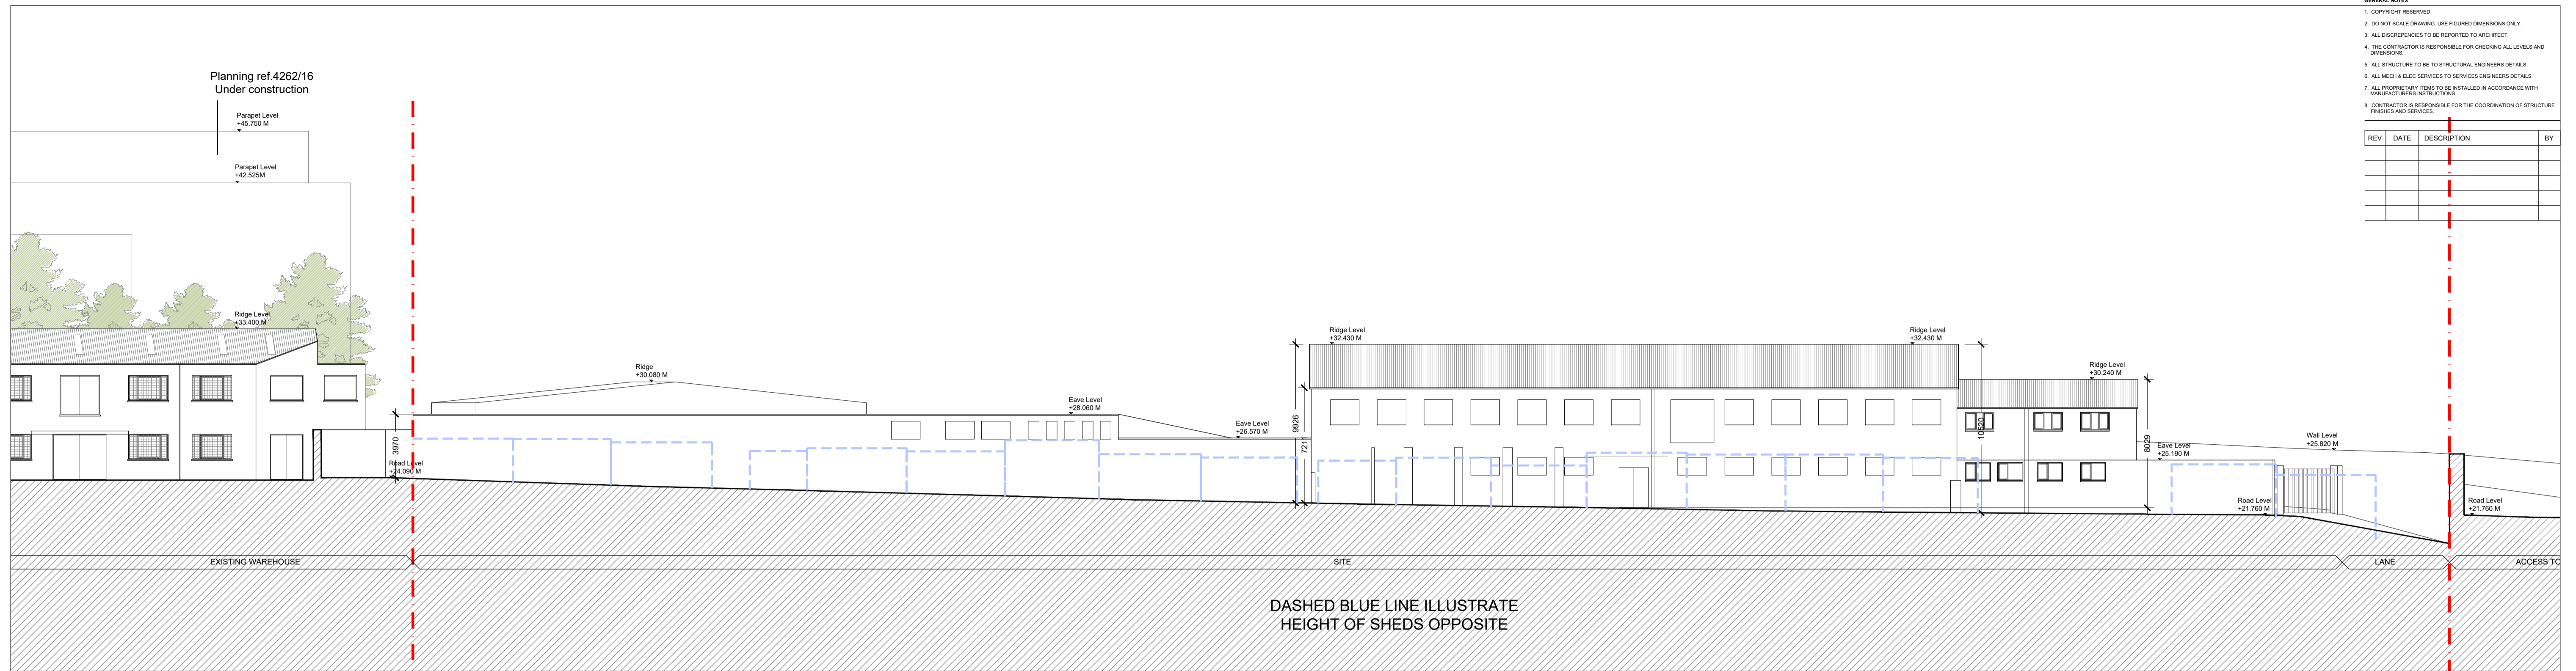 GENERAL NOTES
1. COPYRIGHT RESERVED
2. DO NOT SCALE DRAWING. USE FIGURED DIMENSIONS ONLY.
3. ALL DISCREPENCIES TO BE REPORTED TO ARCHITECT.
4. THE CONTRACTOR IS RESPONSIBLE FOR CHECKING ALL LEVELS AND
DIMENSIONS.
5. ALL STRUCTURE TO BE TO STRUCTURAL ENGINEERS DETAILS.
6. ALL MECH & ELEC SERVICES TO SERVICES ENGINEERS DETAILS.
7. ALL PROPRIETARY ITEMS TO BE INSTALLED IN ACCORDANCE WITH
MANUFACTURERS INSTRUCTIONS.
8. CONTRACTOR IS RESPONSIBLE FOR THE COORDINATION OF STRUCTURE
FINISHES AND SERVICES.
REV DATE DESCRIPTION BY
Planning ref.4262/16
Under construction
Parapet Level
+45.750 M
Parapet Level
+42.525M
Ridge Level
+33.400 M
3970
Road Level
+24.090 M
Ridge
+30.080 M
Eave Level
+28.060 M
Eave Level
+26.570 M
9926
7211
Ridge Level
+32.430 M
Ridge Level
+32.430 M
10520
Ridge Level
+30.240 M
8029
Eave Level
+25.190 M
Wall Level
+25.820 M
Road Level
+21.760 M
Road Level
+21.760 M
EXISTING WAREHOUSE
SITE
LANE
ACCESS TO
DASHED BLUE LINE ILLUSTRATE
HEIGHT OF SHEDS OPPOSITE